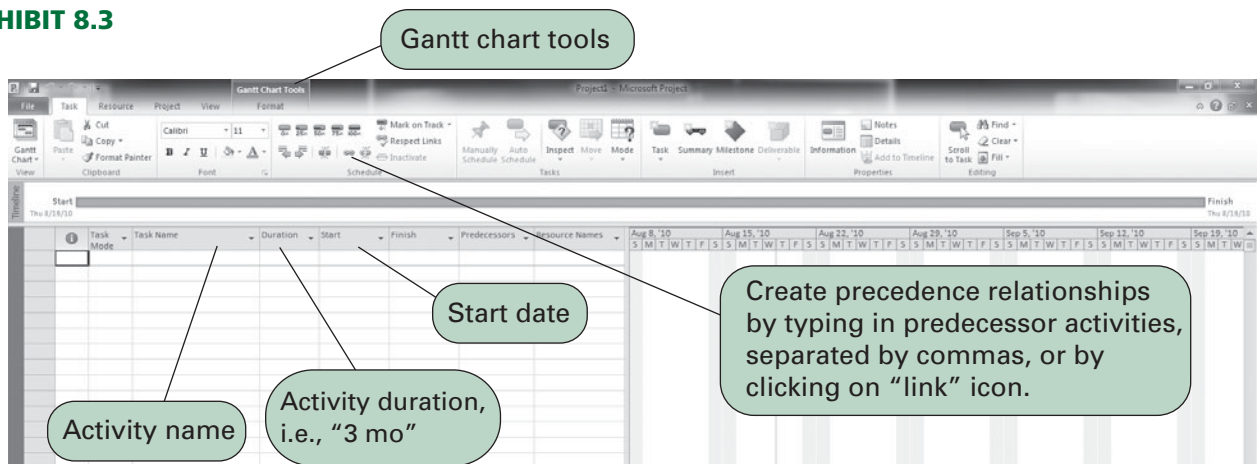 HIBIT 8.3
Gantt chart tools
Gantt Chart Tools
Project1 - Microsoft Project
File Task Resource Project View Format
Cut
Copy
Format Painter
Paste
Calibri 11
B I U A
Mark on Track
Respect Links
Inactivate
Manually Schedule
Auto Schedule
Inspect Move Mode
Task Summary Milestone Deliverable
Information
Notes
Details
Add to Timeline
Scroll to Task
Find
Clear
Fill
Gantt Chart
View Clipboard Font Schedule Tasks Insert Properties Editing
Timeline
Start
Thu 8/19/10
Finish
Thu 8/19/10
Task Mode Task Name Duration Start Finish Predecessors Resource Names
Aug 8, '10 Aug 15, '10 Aug 22, '10 Aug 29, '10 Sep 5, '10 Sep 12, '10 Sep 19, '10
S M T W T F S S M T W T F S S M T W T F S S M T W T F S S M T W T F S S M T W T F S S M T W
Create precedence relationships
by typing in predecessor activities,
separated by commas, or by
clicking on “link” icon.
Start date
Activity duration,
i.e., “3 mo”
Activity name